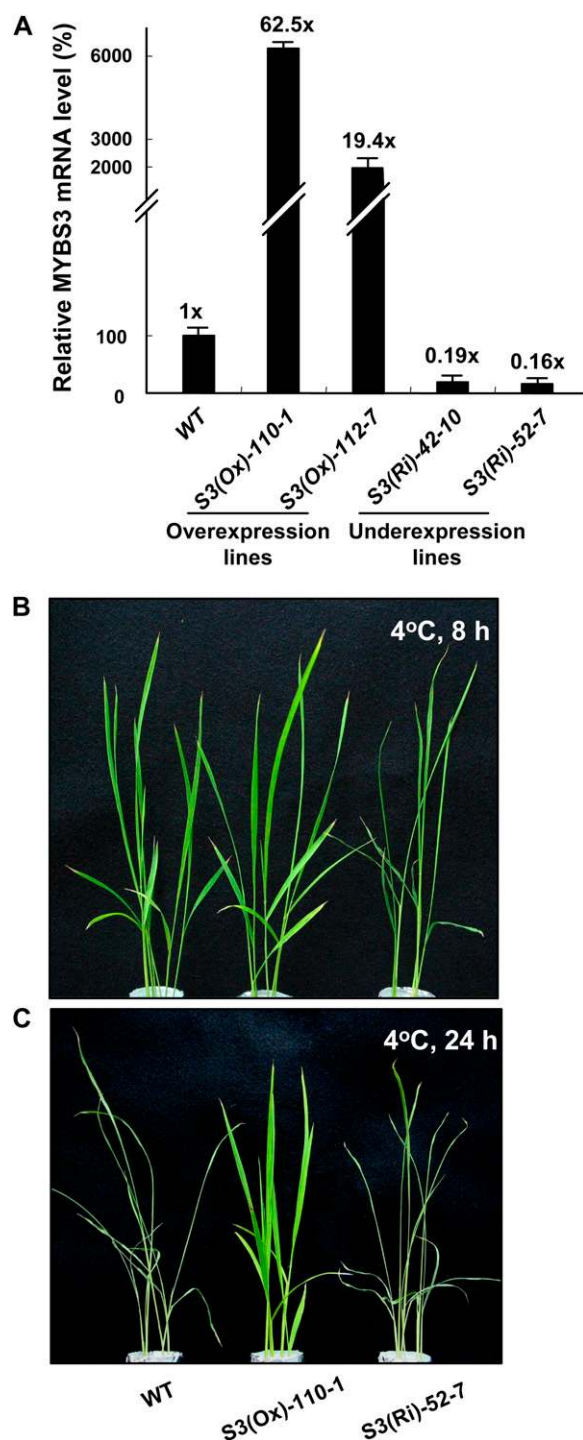 A
Relative MYBS3 mRNA level (%)
6000
3000
2000
100
0
62.5x
19.4x
1x
0.19x
0.16x
WT
S3(Ox)-110-1
S3(Ox)-112-7
S3(Ri)-42-10
S3(Ri)-52-7
Overexpression
lines
Underexpression
lines
B
4°C, 8 h
C
4°C, 24 h
WT
S3(Ox)-110-1
S3(Ri)-52-7